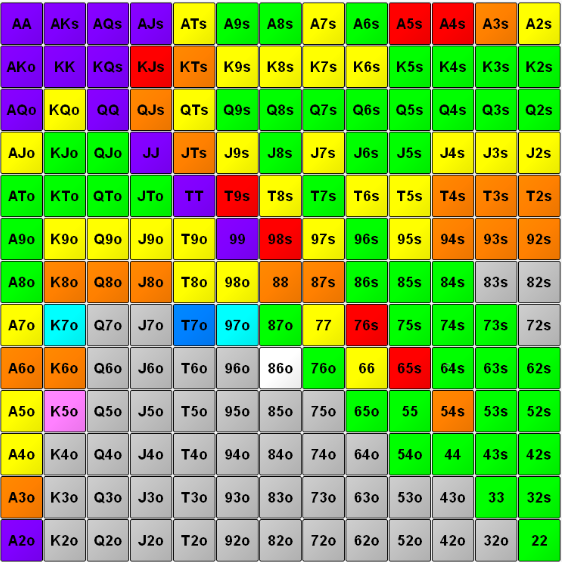 AA AKs AQs AJs ATs A9s A8s A7s A6s A5s A4s A3s A2s
AKo KK KQs KJs KTs K9s K8s K7s K6s K5s K4s K3s K2s
AQo KQo QQ QJs QTs Q9s Q8s Q7s Q6s Q5s Q4s Q3s Q2s
AJo KJo QJo JJ JTs J9s J8s J7s J6s J5s J4s J3s J2s
ATo KTo QTo JTo TT T9s T8s T7s T6s T5s T4s T3s T2s
A9o K9o Q9o J9o T9o 99 98s 97s 96s 95s 94s 93s 92s
A8o K8o Q8o J8o T8o 98o 88 87s 86s 85s 84s 83s 82s
A7o K7o Q7o J7o T7o 97o 87o 77 76s 75s 74s 73s 72s
A6o K6o Q6o J6o T6o 96o 86o 76o 66 65s 64s 63s 62s
A5o K5o Q5o J5o T5o 95o 85o 75o 65o 55 54s 53s 52s
A4o K4o Q4o J4o T4o 94o 84o 74o 64o 54o 44 43s 42s
A3o K3o Q3o J3o T3o 93o 83o 73o 63o 53o 43o 33 32s
A2o K2o Q2o J2o T2o 92o 82o 72o 62o 52o 42o 32o 22